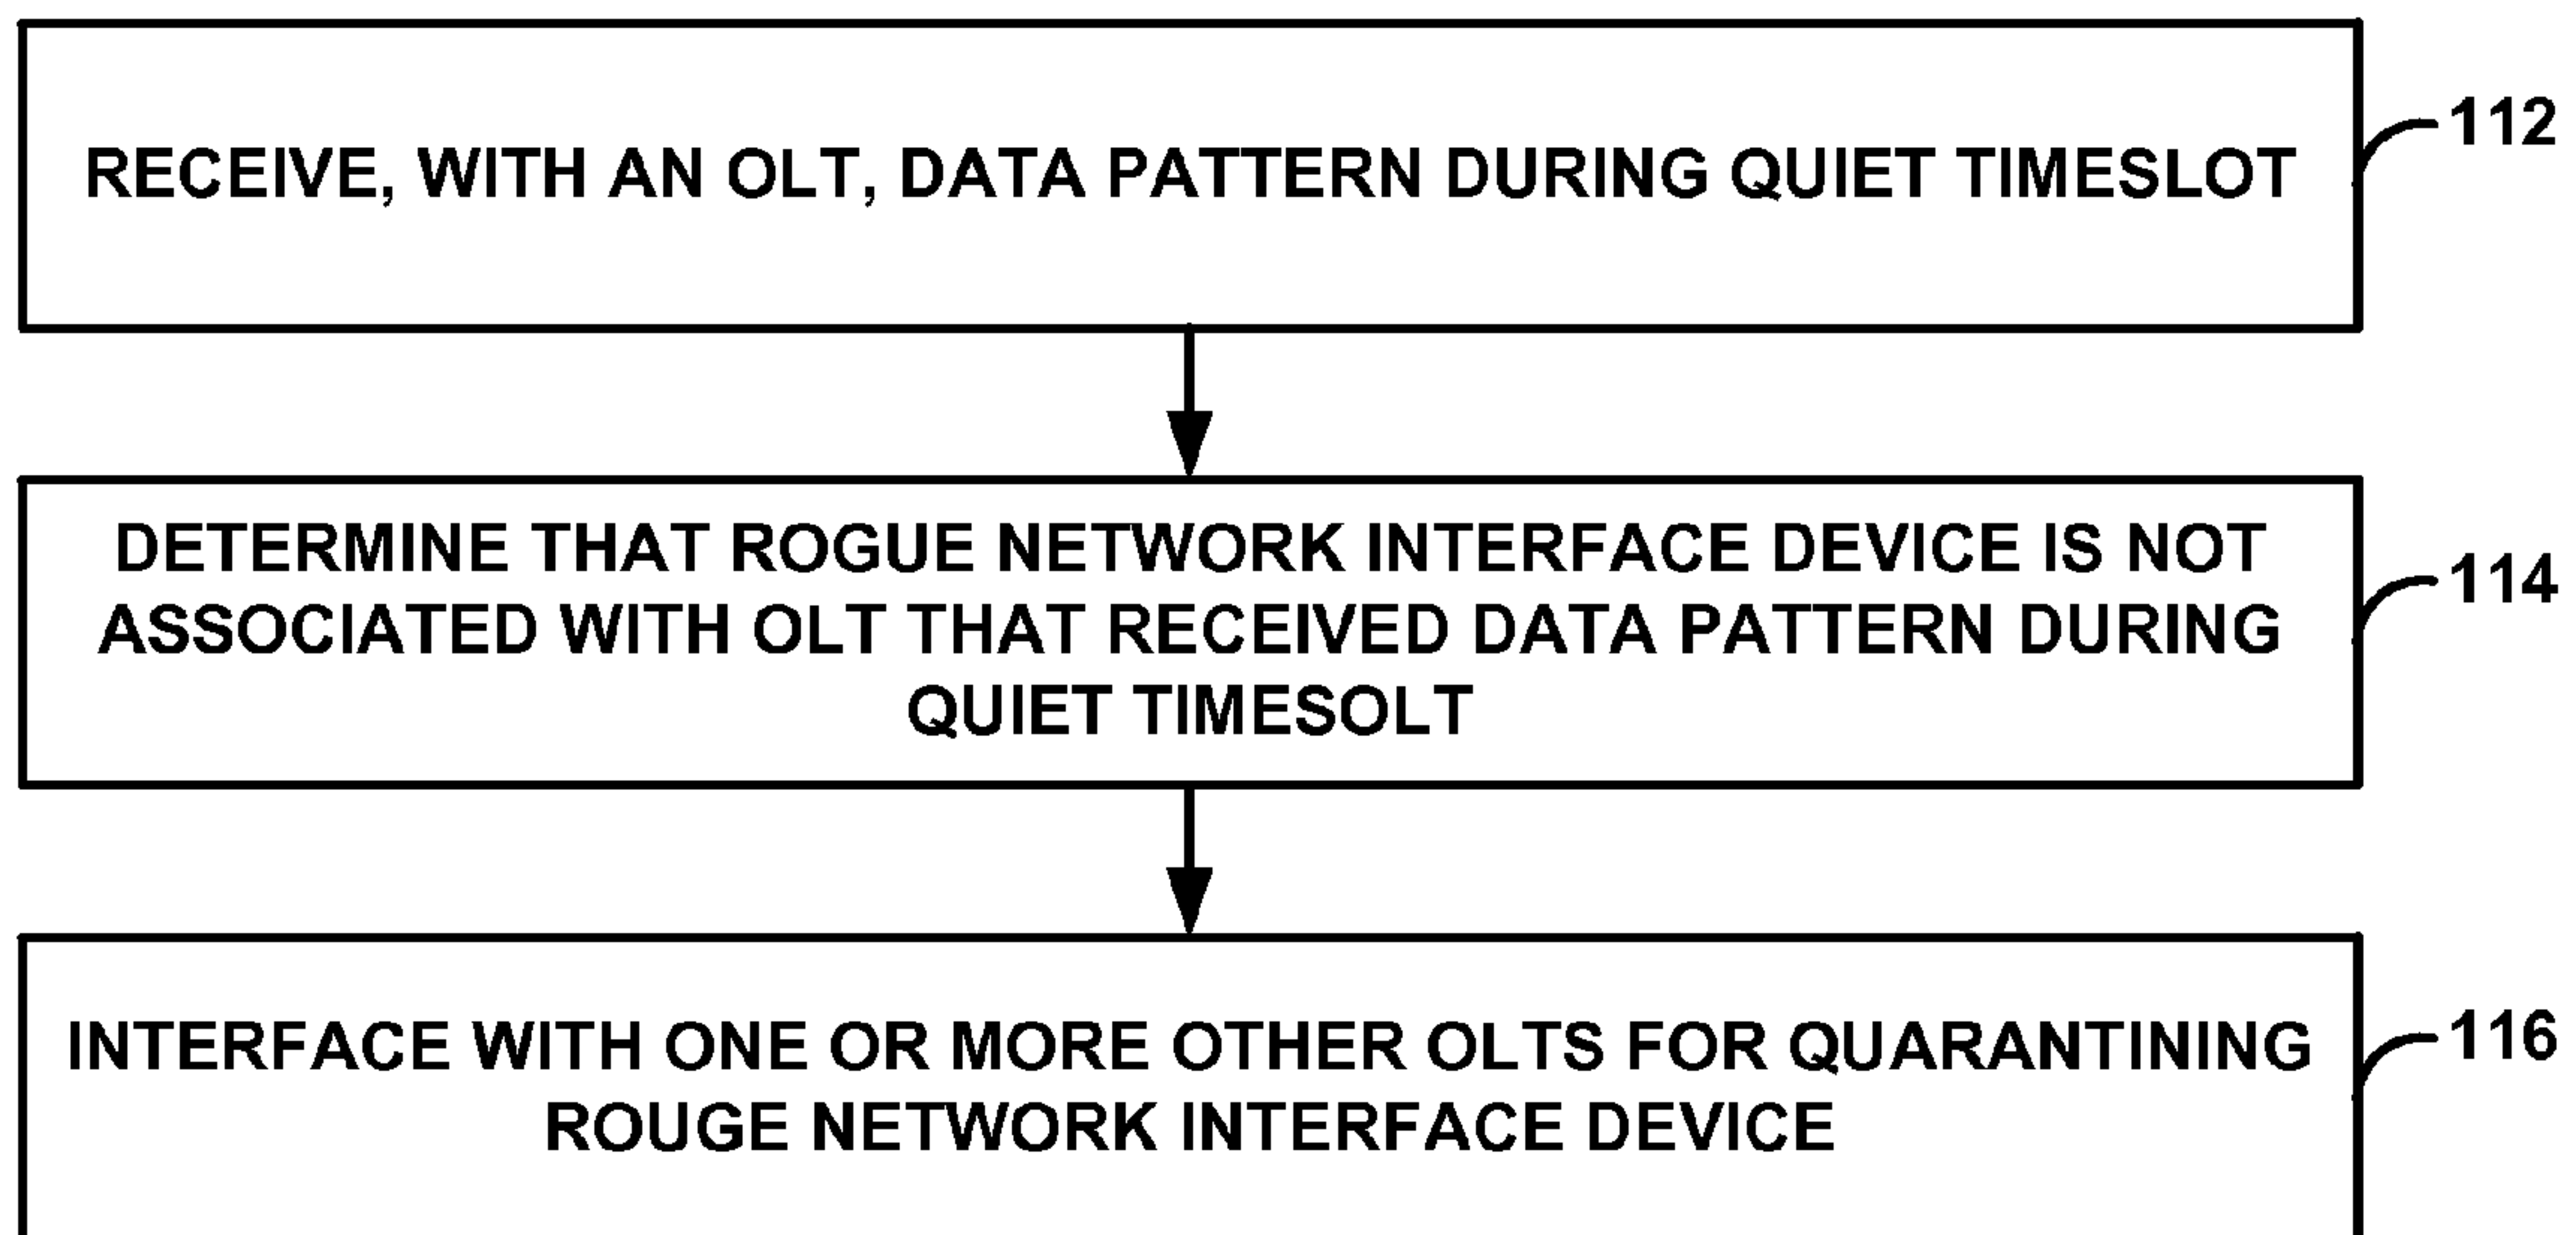 RECEIVE, WITH AN OLT, DATA PATTERN DURING QUIET TIMESLOT
112
DETERMINE THAT ROGUE NETWORK INTERFACE DEVICE IS NOT
ASSOCIATED WITH OLT THAT RECEIVED DATA PATTERN DURING
QUIET TIMESOLT
114
INTERFACE WITH ONE OR MORE OTHER OLTS FOR QUARANTINING
ROUGE NETWORK INTERFACE DEVICE
116